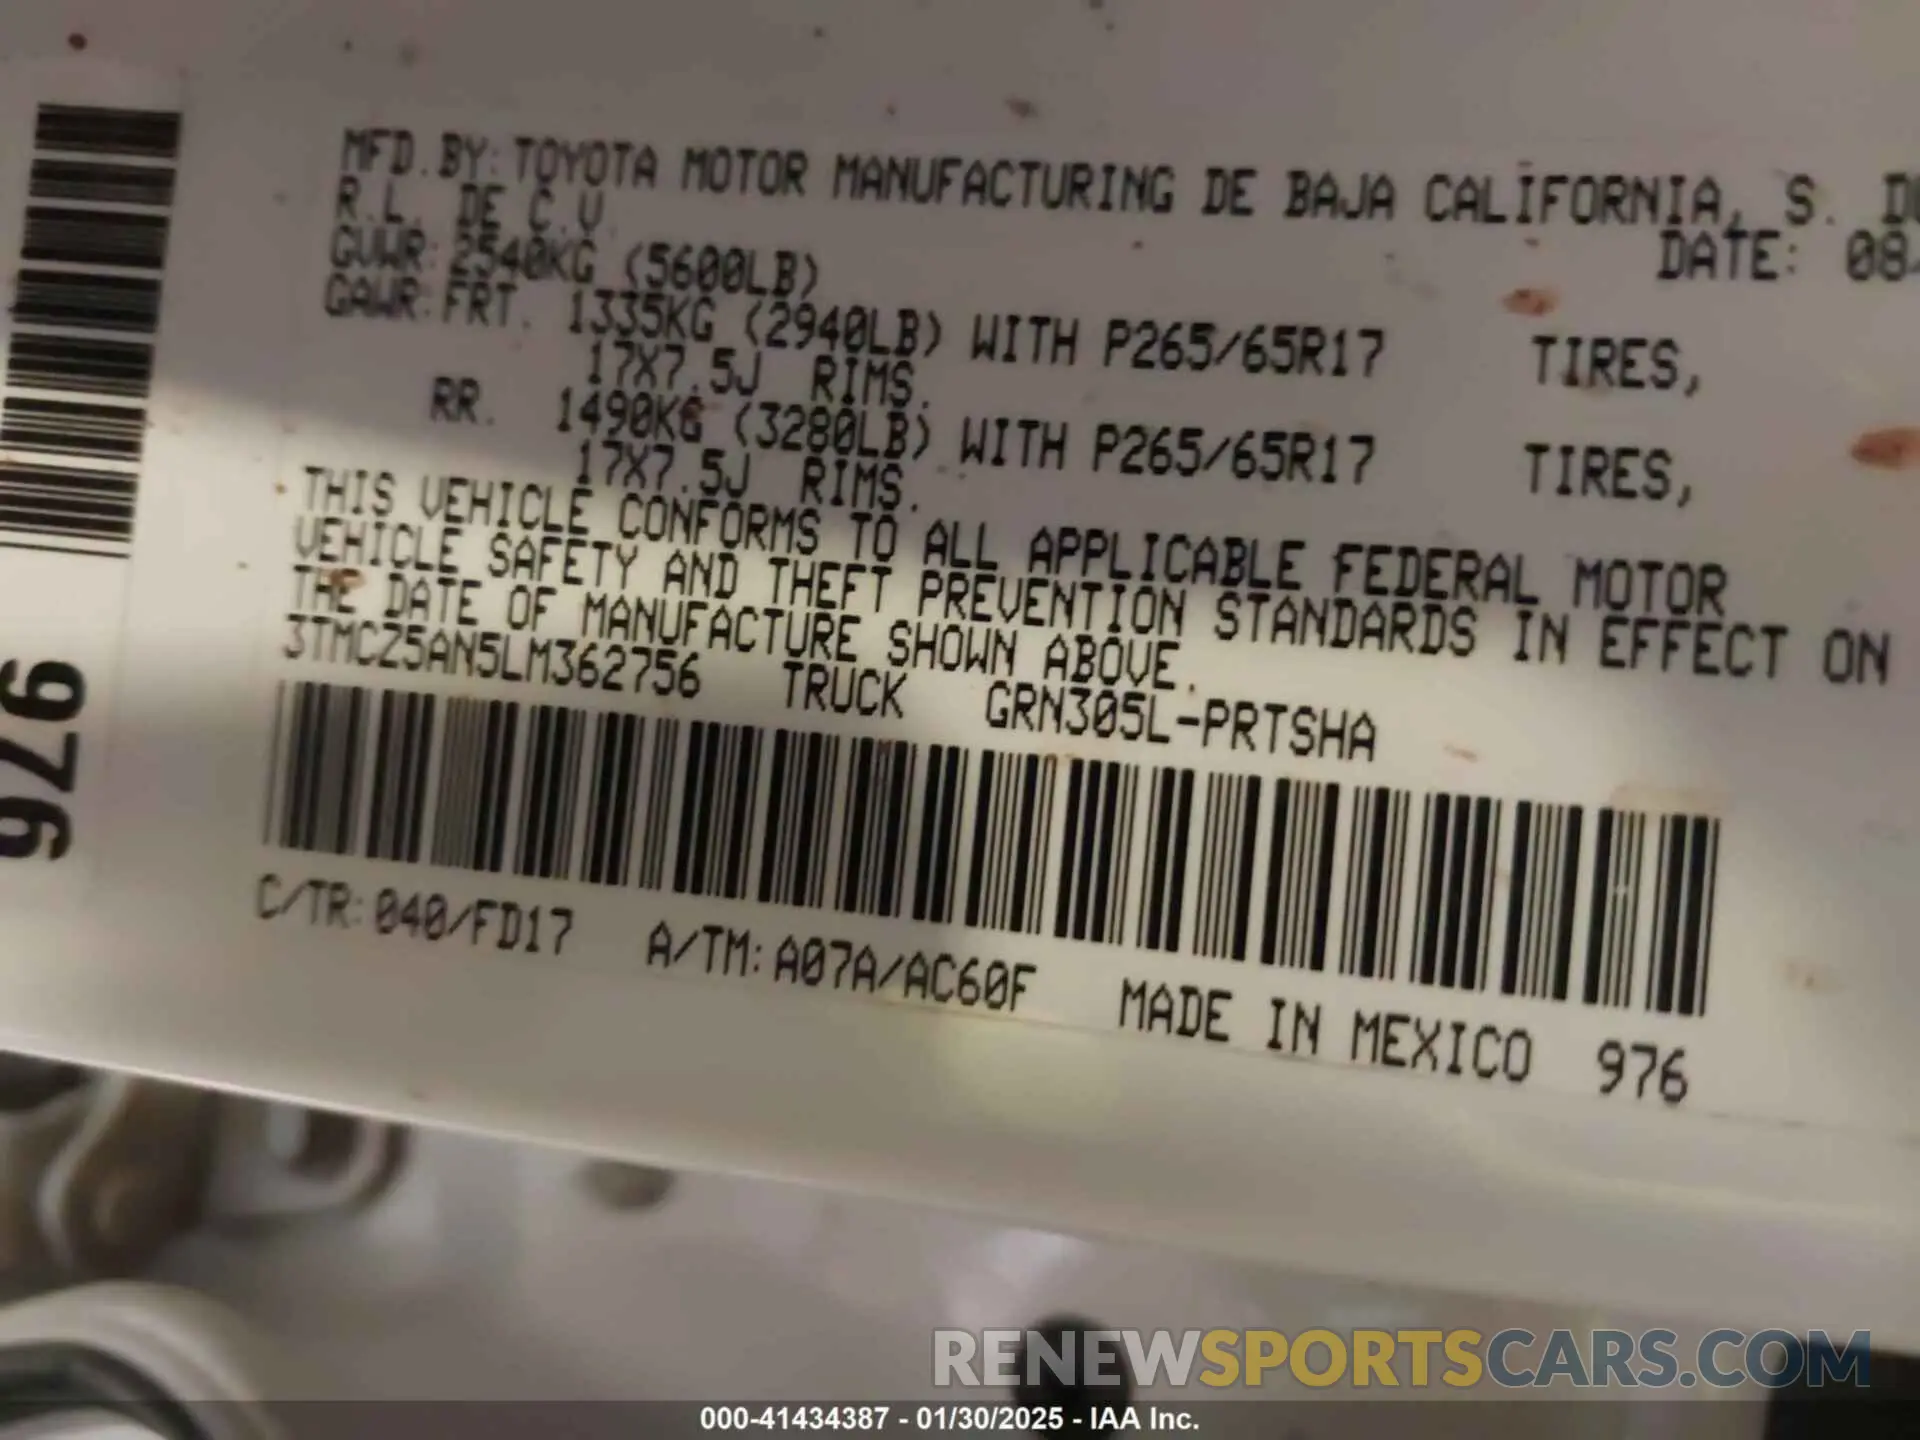 MFD.BY:TOYOTA MOTOR MANUFACTURING DE BAJA CALIFORNIA, S.
R.L. DE C.V.
DATE: 08
GVWR:2540KG (5600LB)
GAWR:FRT. 1335KG (2940LB) WITH P265/65R17 TIRES,
17X7.5J RIMS.
RR. 1490KG (3280LB) WITH P265/65R17 TIRES,
17X7.5J RIMS.
THIS VEHICLE CONFORMS TO ALL APPLICABLE FEDERAL MOTOR
VEHICLE SAFETY AND THEFT PREVENTION STANDARDS IN EFFECT ON
THE DATE OF MANUFACTURE SHOWN ABOVE.
3TMCZ5AN5LM362756 TRUCK GRN305L-PRTSHA
C/TR:040/FD17 A/TM:A07A/AC60F MADE IN MEXICO 976
976
RENEWSPORTSCARS.COM
000-41434387 - 01/30/2025 - IAA Inc.